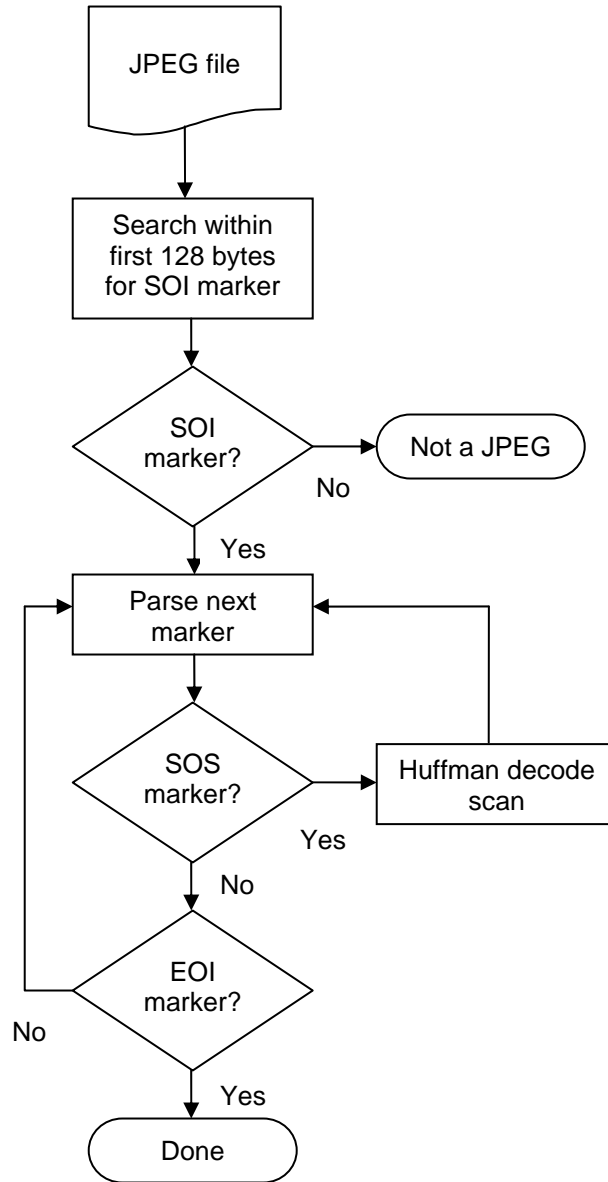 JPEG file
Search within
first 128 bytes
for SOI marker
SOI
marker?
Not a JPEG
No
Yes
Parse next
marker
SOS
marker?
Huffman decode
scan
Yes
No
EOI
marker?
No
Yes
Done